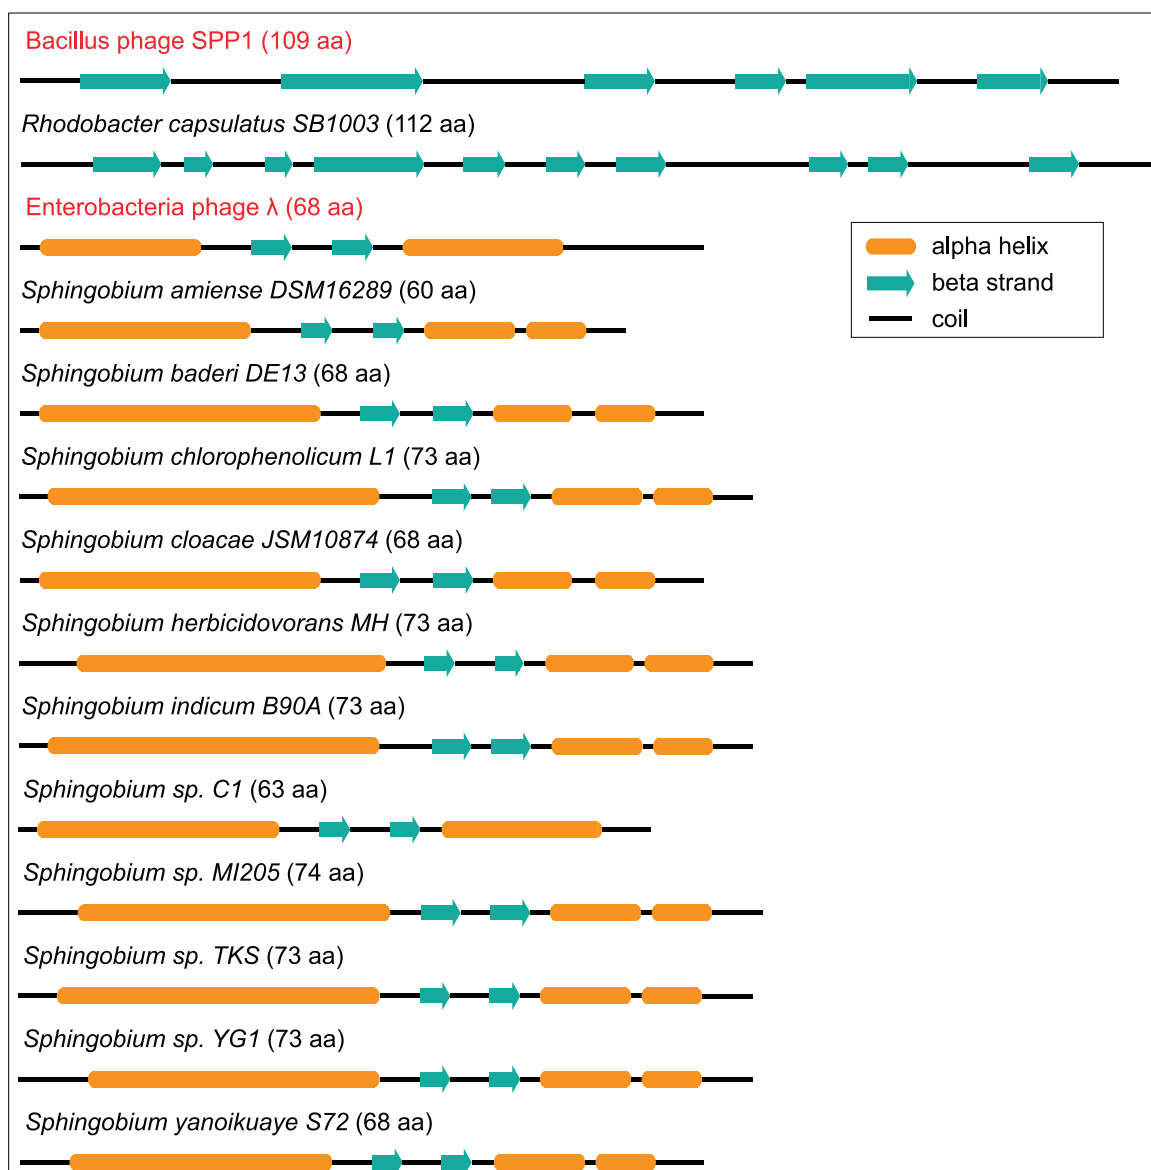 Bacillus phage SPP1 (109 aa)
Rhodobacter capsulatus SB1003 (112 aa)
Enterobacteria phage λ (68 aa)
alpha helix
beta strand
coil
Sphingobium amiense DSM16289 (60 aa)
Sphingobium baderi DE13 (68 aa)
Sphingobium chlorophenolicum L1 (73 aa)
Sphingobium cloacae JSM10874 (68 aa)
Sphingobium herbicidovorans MH (73 aa)
Sphingobium indicum B90A (73 aa)
Sphingobium sp. C1 (63 aa)
Sphingobium sp. MI205 (74 aa)
Sphingobium sp. TKS (73 aa)
Sphingobium sp. YG1 (73 aa)
Sphingobium yanoikuaye S72 (68 aa)